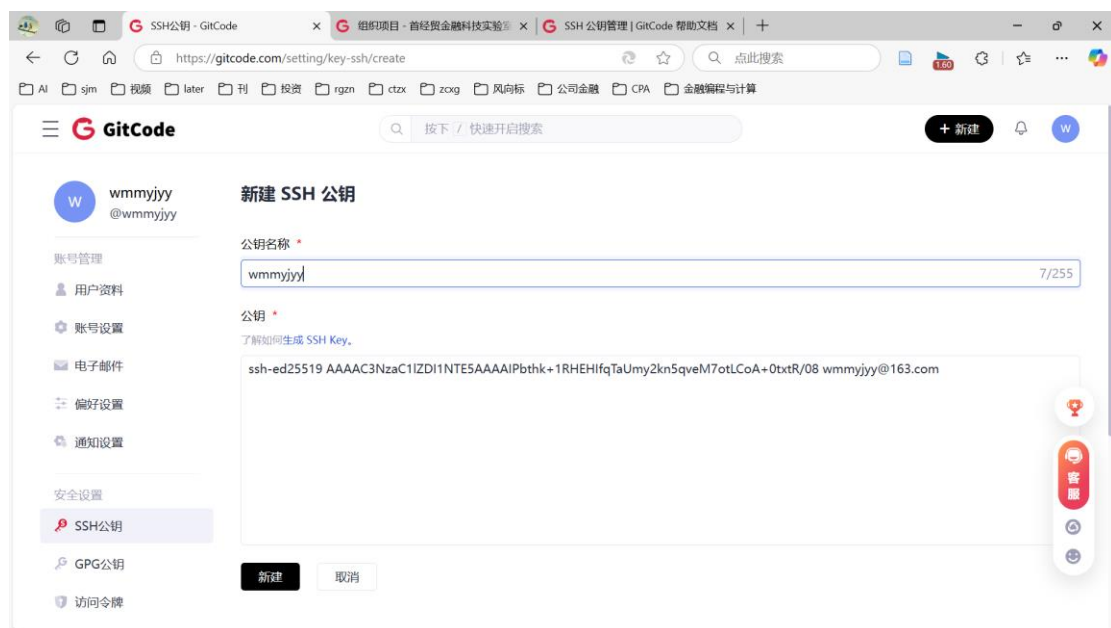 SSH公钥 - GitCode
组织项目 - 首经贸金融科技实验室
SSH 公钥管理 | GitCode 帮助文档
https://gitcode.com/setting/key-ssh/create
点此搜索
1.60
AI sjm 视频 later 刊 投资 rgzn ctzx zcxg 风向标 公司金融 CPA 金融编程与计算
GitCode
按下 / 快速开启搜索
+ 新建
W
W
wmmyjyy
@wmmyjyy
账号管理
用户资料
账号设置
电子邮件
偏好设置
通知设置
安全设置
SSH公钥
GPG公钥
访问令牌
新建 SSH 公钥
公钥名称 *
wmmyjyy
7/255
公钥 *
了解如何生成 SSH Key。
ssh-ed25519 AAAAC3NzaC1lZDI1NTE5AAAAIPbthk+1RHEHIfqTaUmy2kn5qveM7otLCoA+0txtR/08 wmmyjyy@163.com
新建
取消
客服